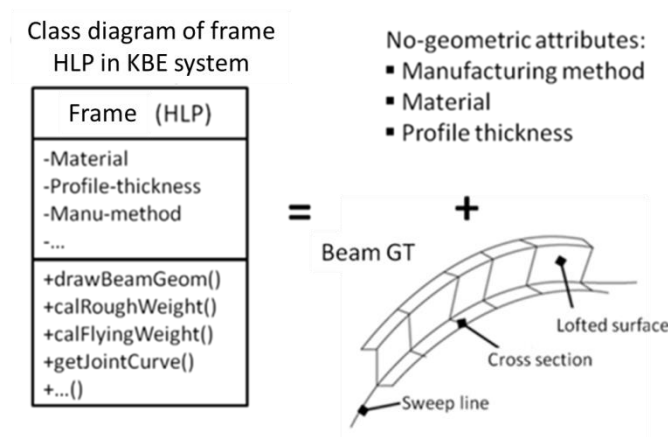 Class diagram of frame
HLP in KBE system
Frame (HLP)
-Material
-Profile-thickness
-Manu-method
-...
+drawBeamGeom()
+calRoughWeight()
+calFlyingWeight()
+getJointCurve()
+...()
=
No-geometric attributes:
▪ Manufacturing method
▪ Material
▪ Profile thickness
+
Beam GT
Lofted surface
Cross section
Sweep line